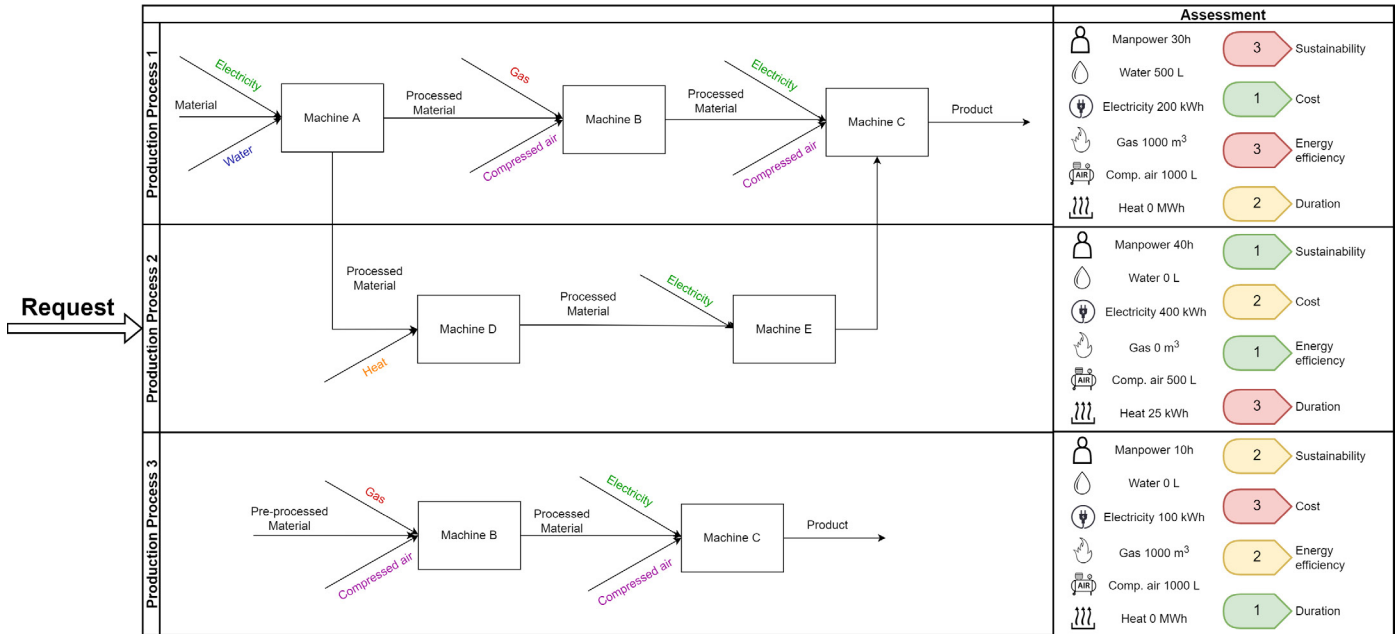 Assessment
Request
Production Process 1
Electricity
Material
Water
Machine A
Processed
Material
Gas
Compressed air
Machine B
Processed
Material
Electricity
Compressed air
Machine C
Product
Manpower 30h
Water 500 L
Electricity 200 kWh
Gas 1000 m³
AIR
Comp. air 1000 L
Heat 0 MWh
3
Sustainability
1
Cost
3
Energy
efficiency
2
Duration
Production Process 2
Processed
Material
Heat
Machine D
Processed
Material
Electricity
Machine E
Manpower 40h
Water 0 L
Electricity 400 kWh
Gas 0 m³
AIR
Comp. air 500 L
Heat 25 kWh
1
Sustainability
2
Cost
1
Energy
efficiency
3
Duration
Production Process 3
Pre-processed
Material
Gas
Compressed air
Machine B
Processed
Material
Electricity
Compressed air
Machine C
Product
Manpower 10h
Water 0 L
Electricity 100 kWh
Gas 1000 m³
AIR
Comp. air 1000 L
Heat 0 MWh
2
Sustainability
3
Cost
2
Energy
efficiency
1
Duration